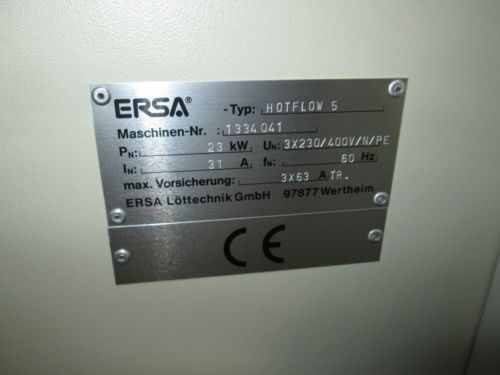 ERSA® -Typ: HOTFLOW 5
Maschinen-Nr.: 1334041
PN: 23 kW UN: 3X230/400V/N/PE
IN: 31 A fN: 60 Hz
max. Vorsicherung: 3X63 A TR.
ERSA Löttechnik GmbH 97877 Wertheim
CE